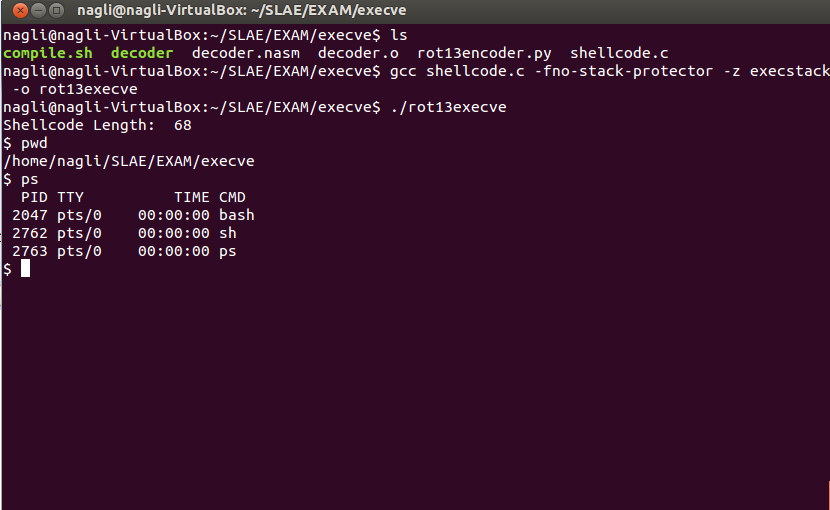 nagli@nagli-VirtualBox: ~/SLAE/EXAM/execve
nagli@nagli-VirtualBox:~/SLAE/EXAM/execve$ ls
compile.sh  decoder  decoder.nasm  decoder.o  rot13encoder.py  shellcode.c
nagli@nagli-VirtualBox:~/SLAE/EXAM/execve$ gcc shellcode.c -fno-stack-protector -z execstack
 -o rot13execve
nagli@nagli-VirtualBox:~/SLAE/EXAM/execve$ ./rot13execve
Shellcode Length:  68
$ pwd
/home/nagli/SLAE/EXAM/execve
$ ps
  PID TTY          TIME CMD
 2047 pts/0    00:00:00 bash
 2762 pts/0    00:00:00 sh
 2763 pts/0    00:00:00 ps
$